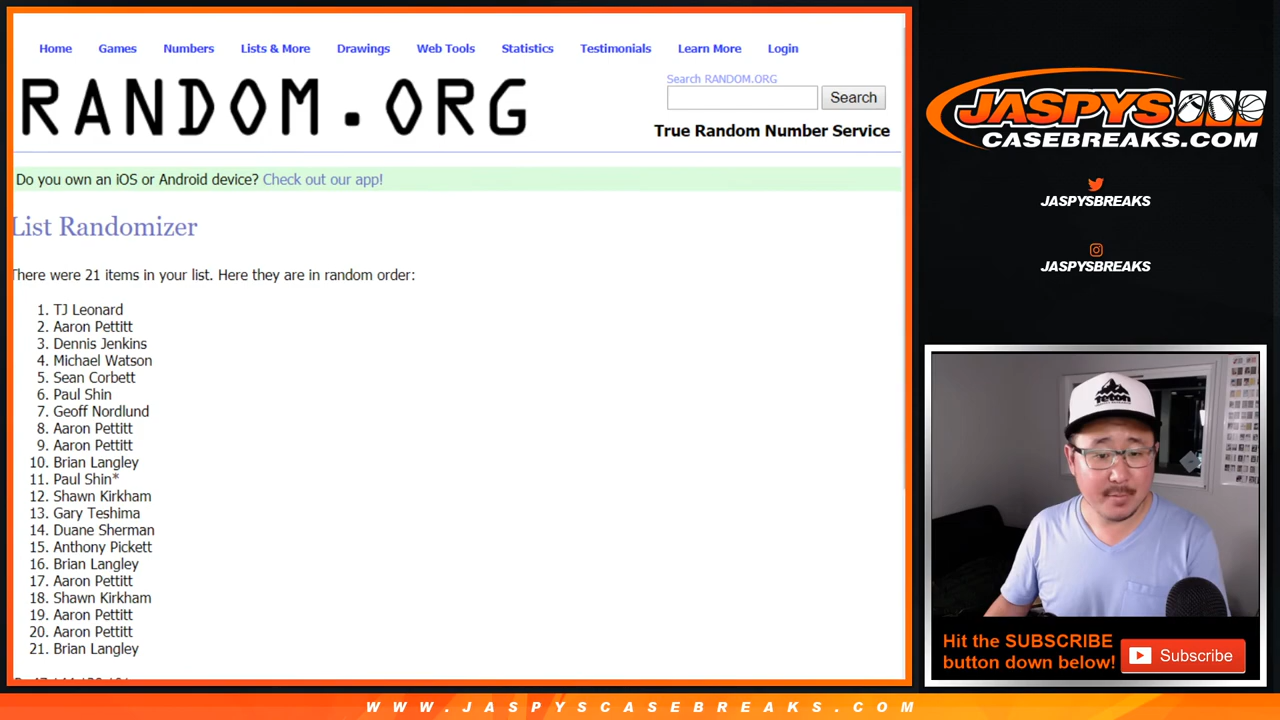 Home Games Numbers Lists & More Drawings Web Tools Statistics Testimonials Learn More Login
RANDOM.ORG
Search RANDOM.ORG
Search
True Random Number Service
Do you own an iOS or Android device? Check out our app!
List Randomizer
There were 21 items in your list. Here they are in random order:
1. TJ Leonard
2. Aaron Pettitt
3. Dennis Jenkins
4. Michael Watson
5. Sean Corbett
6. Paul Shin
7. Geoff Nordlund
8. Aaron Pettitt
9. Aaron Pettitt
10. Brian Langley
11. Paul Shin*
12. Shawn Kirkham
13. Gary Teshima
14. Duane Sherman
15. Anthony Pickett
16. Brian Langley
17. Aaron Pettitt
18. Shawn Kirkham
19. Aaron Pettitt
20. Aaron Pettitt
21. Brian Langley
JASPYS
CASEBREAKS.COM
JASPYSBREAKS
JASPYSBREAKS
Teton
Hit the SUBSCRIBE
button down below!
Subscribe
WWW.JASPYSCASEBREAKS.COM